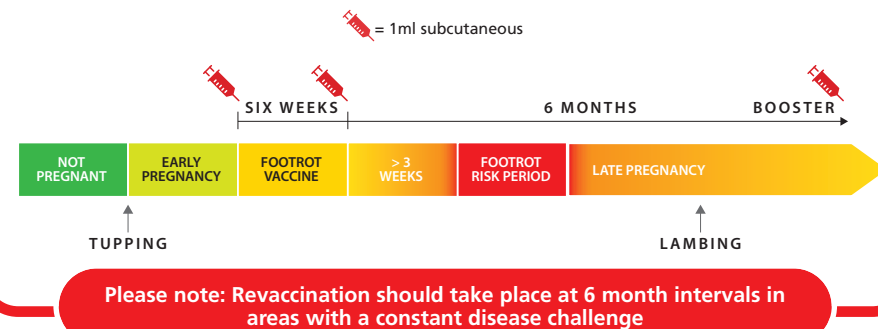 = 1ml subcutaneous
SIX WEEKS
6 MONTHS
BOOSTER
NOT
PREGNANT
EARLY
PREGNANCY
FOOTROT
VACCINE
> 3
WEEKS
FOOTROT
RISK PERIOD
LATE PREGNANCY
TUPPING
LAMBING
Please note: Revaccination should take place at 6 month intervals in
areas with a constant disease challenge